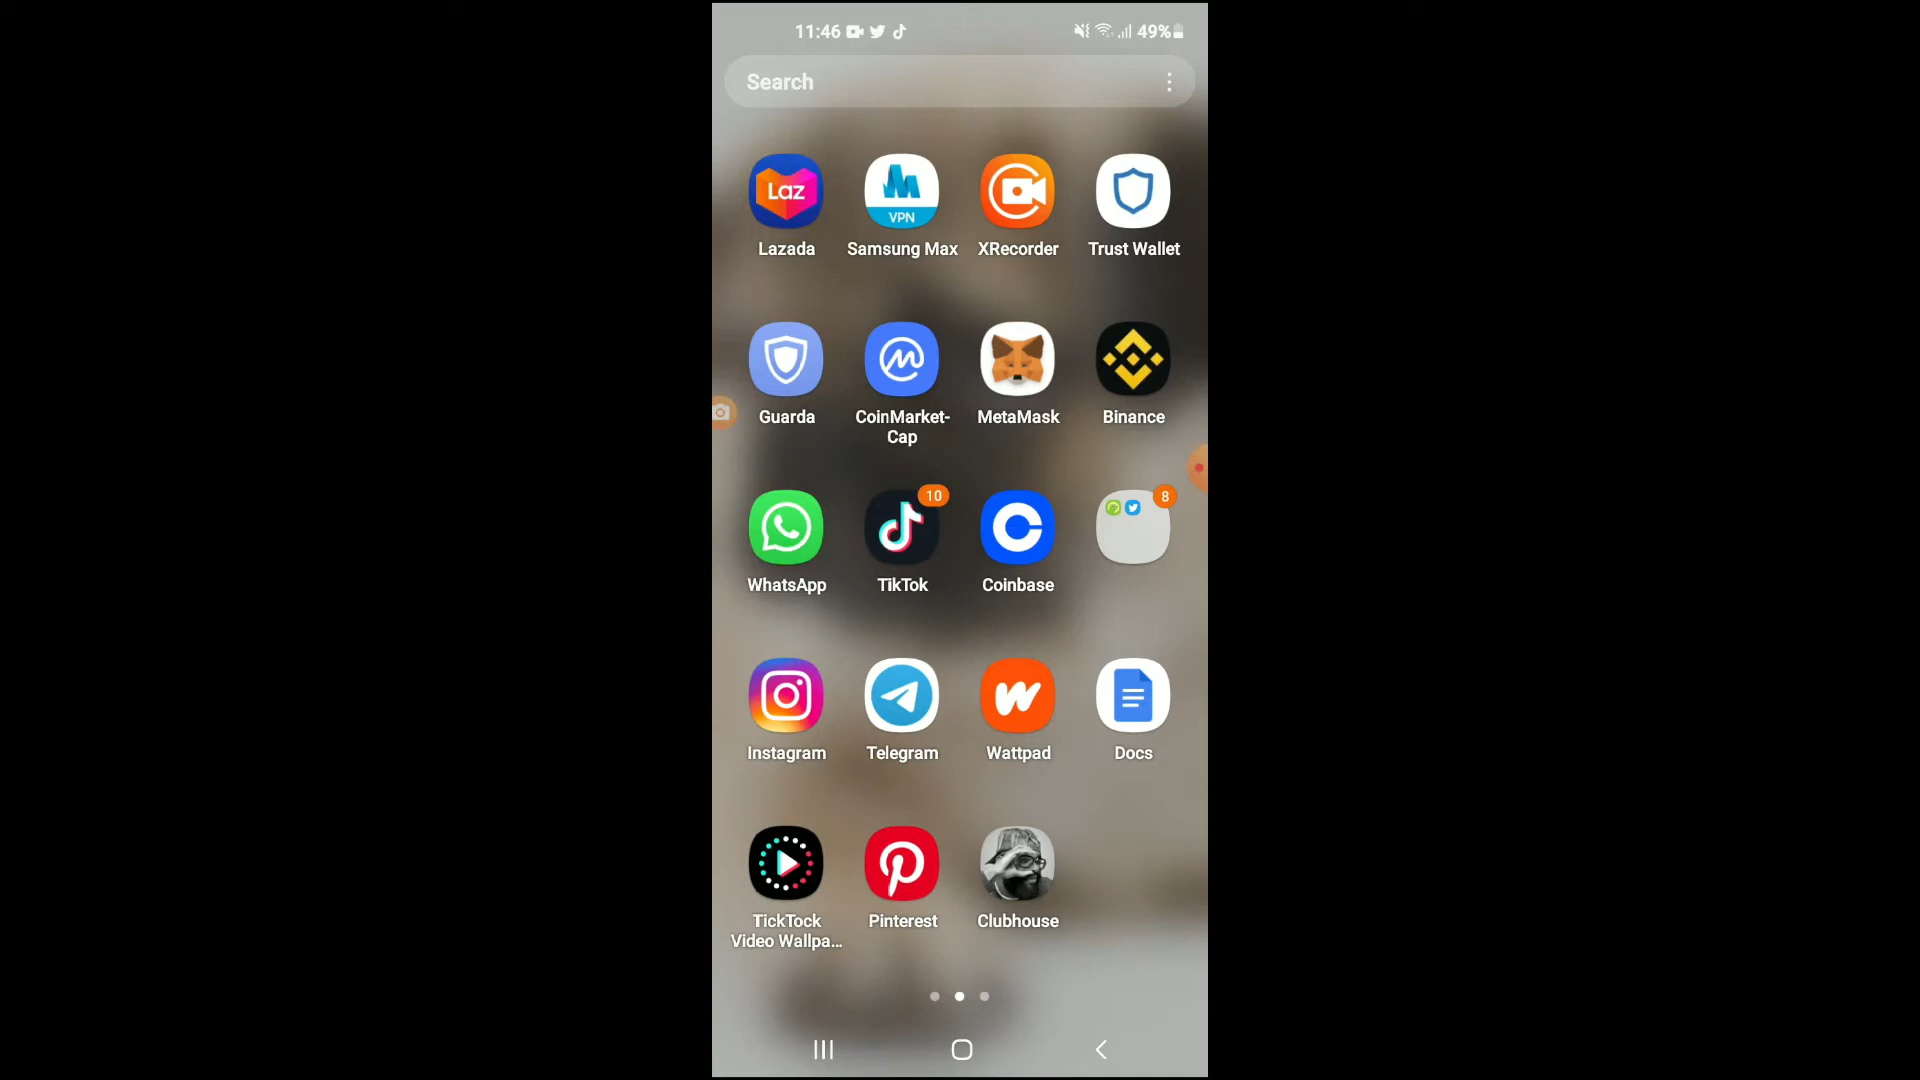 11:46
49%
Search
Laz
VPN
Lazada
Samsung Max
XRecorder
Trust Wallet
Guarda
CoinMarket-
Cap
MetaMask
Binance
10
8
WhatsApp
TikTok
Coinbase
Instagram
Telegram
Wattpad
Docs
TickTock
Video Wallpa...
Pinterest
Clubhouse